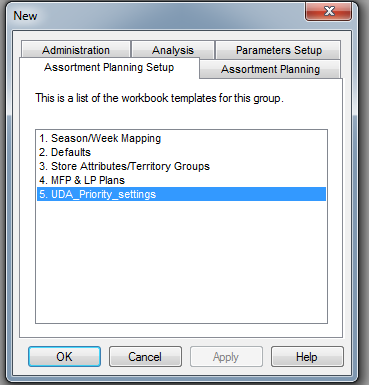 New
Administration
Analysis
Parameters Setup
Assortment Planning Setup
Assortment Planning
This is a list of the workbook templates for this group.
1. Season/Week Mapping
2. Defaults
3. Store Attributes/Territory Groups
4. MFP & LP Plans
5. UDA_Priority_settings
OK
Cancel
Apply
Help